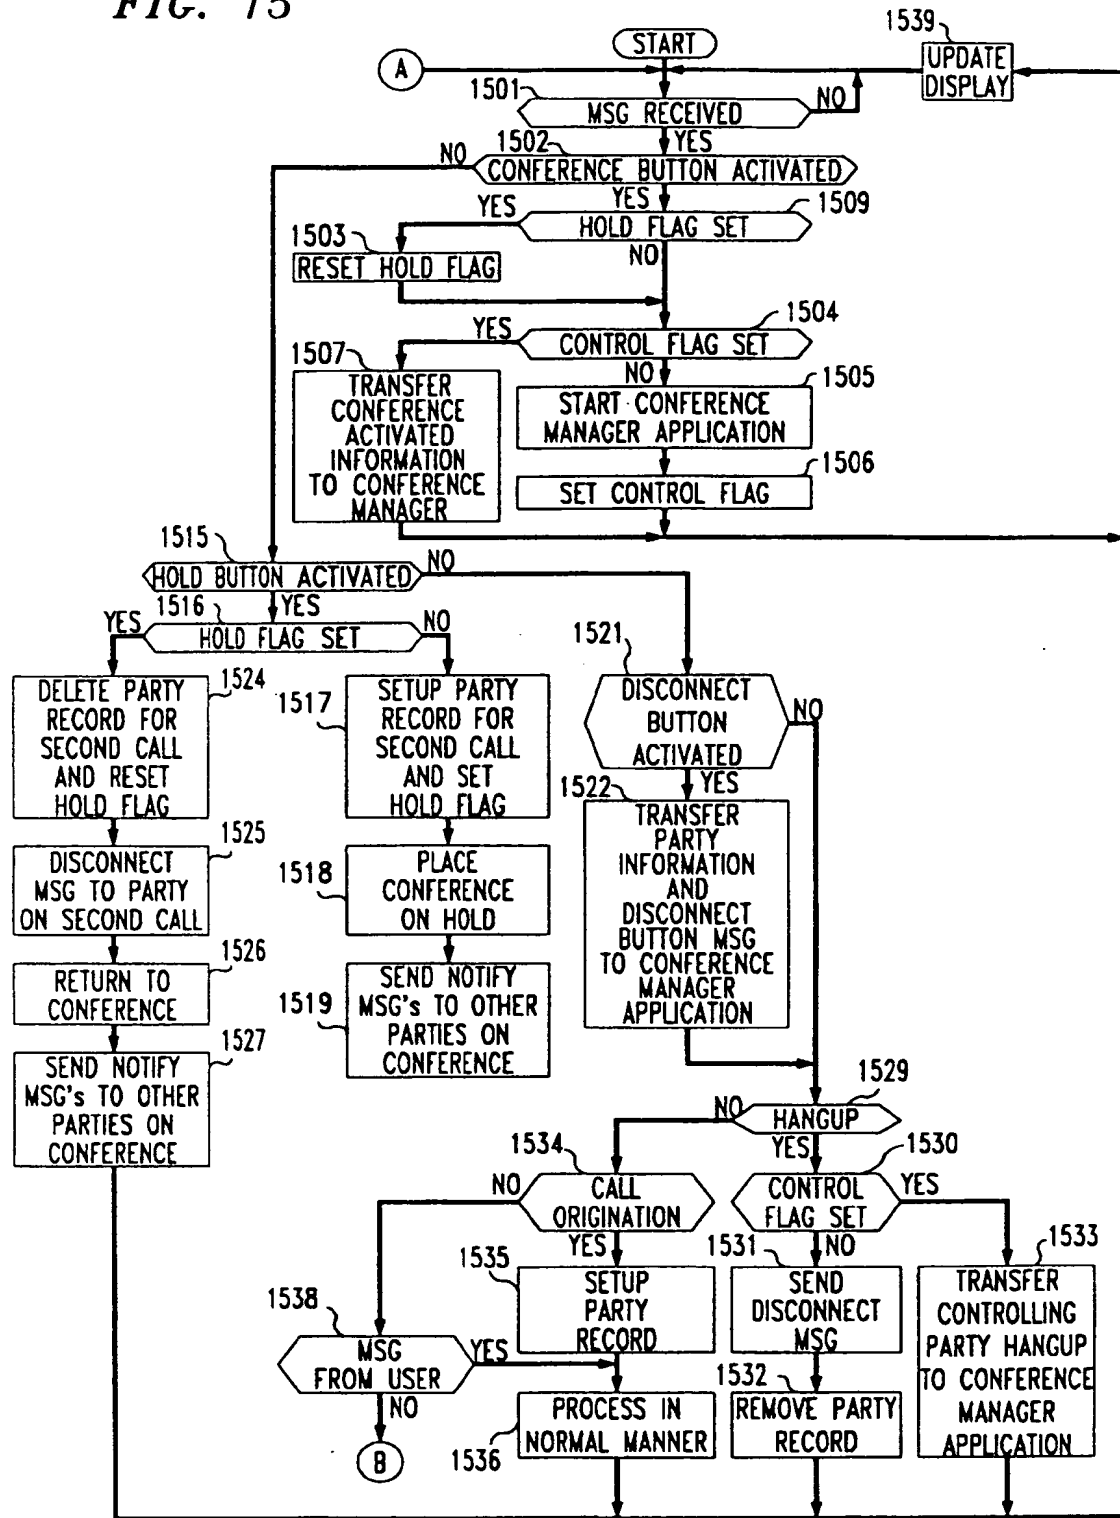 FIG. 15
START
1539
UPDATE
DISPLAY
A
1501
MSG RECEIVED
NO
YES
1502
NO
CONFERENCE BUTTON ACTIVATED
YES
1509
YES
HOLD FLAG SET
NO
1503
RESET HOLD FLAG
1504
YES
CONTROL FLAG SET
NO
1507
TRANSFER
CONFERENCE
ACTIVATED
INFORMATION
TO CONFERENCE
MANAGER
1505
START CONFERENCE
MANAGER APPLICATION
1506
SET CONTROL FLAG
1515
HOLD BUTTON ACTIVATED
NO
YES
1516
YES
HOLD FLAG SET
NO
1524
DELETE PARTY
RECORD FOR
SECOND CALL
AND RESET
HOLD FLAG
1517
SETUP PARTY
RECORD FOR
SECOND CALL
AND SET
HOLD FLAG
1521
DISCONNECT
BUTTON
ACTIVATED
NO
YES
1522
TRANSFER
PARTY
INFORMATION
AND
DISCONNECT
BUTTON MSG
TO CONFERENCE
MANAGER
APPLICATION
1525
DISCONNECT
MSG TO PARTY
ON SECOND CALL
1518
PLACE
CONFERENCE
ON HOLD
1526
RETURN TO
CONFERENCE
1519
SEND NOTIFY
MSG's TO OTHER
PARTIES ON
CONFERENCE
1527
SEND NOTIFY
MSG's TO OTHER
PARTIES ON
CONFERENCE
1529
NO
HANGUP
YES
1534
NO
CALL
ORIGINATION
YES
1530
CONTROL
FLAG SET
YES
NO
1535
SETUP
PARTY
RECORD
1531
SEND
DISCONNECT
MSG
1533
TRANSFER
CONTROLLING
PARTY HANGUP
TO CONFERENCE
MANAGER
APPLICATION
1538
MSG
FROM USER
YES
NO
B
PROCESS IN
NORMAL MANNER
1536
1532
REMOVE PARTY
RECORD